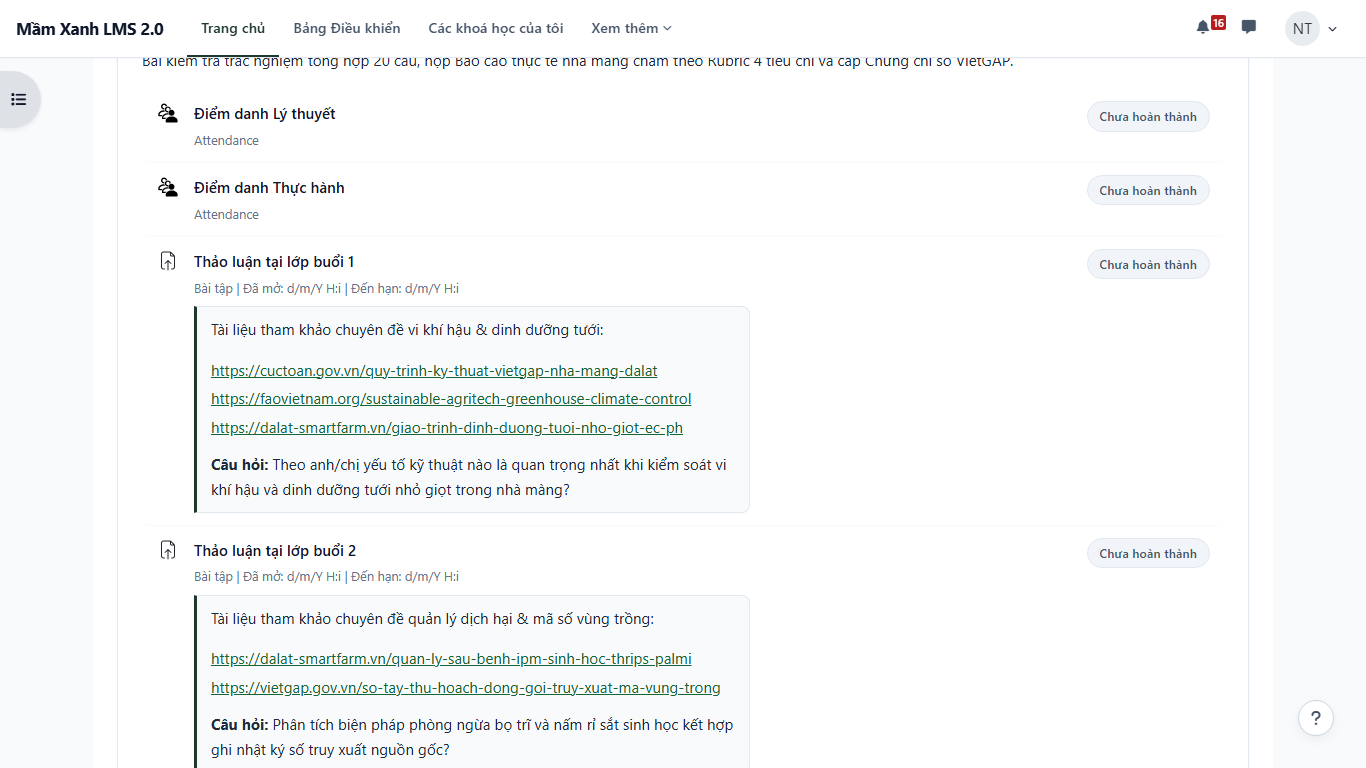 Mầm Xanh LMS 2.0
Trang chủ
Bảng Điều khiển
Các khoá học của tôi
Xem thêm
16
NT
Bài kiểm tra trắc nghiệm tổng hợp 20 câu, nộp Báo cáo thực tế nhà màng chấm theo Rubric 4 tiêu chí và cấp Chứng chỉ số VietGAP.
Điểm danh Lý thuyết
Chưa hoàn thành
Attendance
Điểm danh Thực hành
Chưa hoàn thành
Attendance
Thảo luận tại lớp buổi 1
Chưa hoàn thành
Bài tập | Đã mở: d/m/Y H:i | Đến hạn: d/m/Y H:i
Tài liệu tham khảo chuyên đề vi khí hậu & dinh dưỡng tưới:
https://cuctoan.gov.vn/quy-trinh-ky-thuat-vietgap-nha-mang-dalat
https://faovietnam.org/sustainable-agritech-greenhouse-climate-control
https://dalat-smartfarm.vn/giao-trinh-dinh-duong-tuoi-nho-giot-ec-ph
Câu hỏi: Theo anh/chị yếu tố kỹ thuật nào là quan trọng nhất khi kiểm soát vi
khí hậu và dinh dưỡng tưới nhỏ giọt trong nhà màng?
Thảo luận tại lớp buổi 2
Chưa hoàn thành
Bài tập | Đã mở: d/m/Y H:i | Đến hạn: d/m/Y H:i
Tài liệu tham khảo chuyên đề quản lý dịch hại & mã số vùng trồng:
https://dalat-smartfarm.vn/quan-ly-sau-benh-ipm-sinh-hoc-thrips-palmi
https://vietgap.gov.vn/so-tay-thu-hoach-dong-goi-truy-xuat-ma-vung-trong
Câu hỏi: Phân tích biện pháp phòng ngừa bọ trĩ và nấm rỉ sắt sinh học kết hợp
ghi nhật ký số truy xuất nguồn gốc?
?